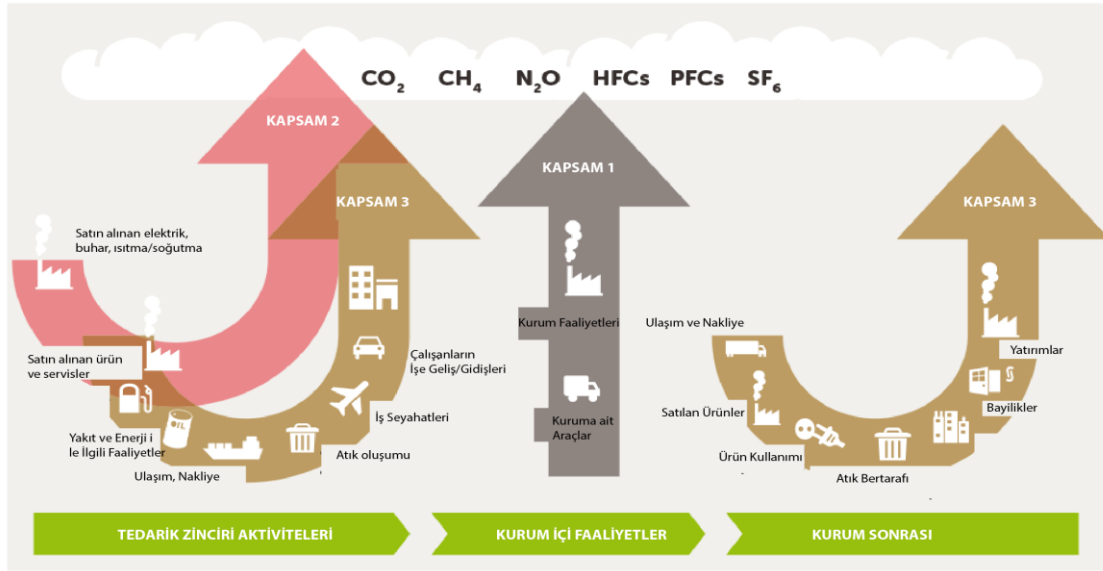 CO₂ CH₄ N₂O HFCs PFCs SF₆
KAPSAM 2
KAPSAM 3
KAPSAM 1
KAPSAM 3
Satın alınan elektrik,
buhar, ısıtma/soğutma
Satın alınan ürün
ve servisler
Yakıt ve Enerji i
le İlgili Faaliyetler
OIL
Ulaşım, Nakliye
Atık oluşumu
İş Seyahatleri
Çalışanların
İşe Geliş/Gidişleri
Kurum Faaliyetleri
Kuruma ait
Araçlar
Ulaşım ve Nakliye
Satılan Ürünler
Ürün Kullanımı
Atık Bertarafı
Bayilikler
Yatırımlar
TEDARİK ZİNCİRİ AKTİVİTELERİ
KURUM İÇİ FAALİYETLER
KURUM SONRASI